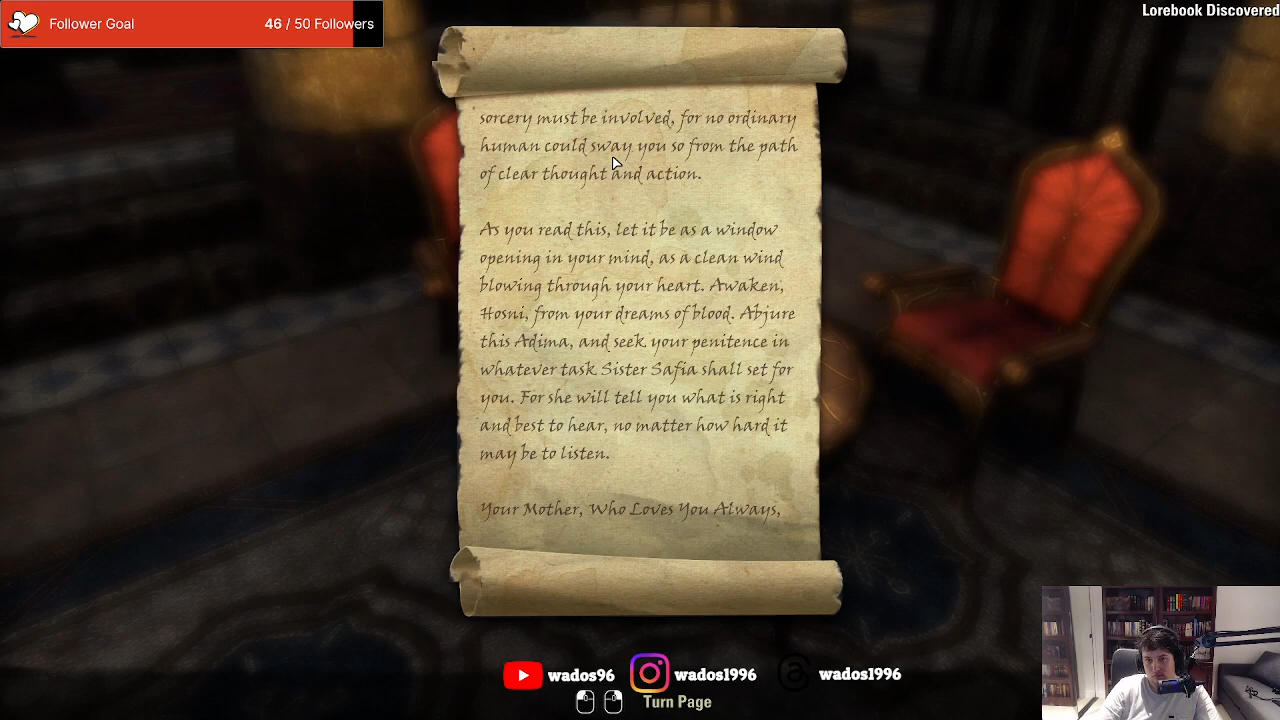 Follower Goal
46 / 50 Followers
Lorebook Discovered
sorcery must be involved, for no ordinary
human could sway you so from the path
of clear thought and action.
As you read this, let it be as a window
opening in your mind, as a clean wind
blowing through your heart. Awaken,
Hosni, from your dreams of blood. Abjure
this Adima, and seek your penitence in
whatever task Sister Safia shall set for
you. For she will tell you what is right
and best to hear, no matter how hard it
may be to listen.
Your Mother, Who Loves You Always,
wados96
wados1996
wados1996
Turn Page